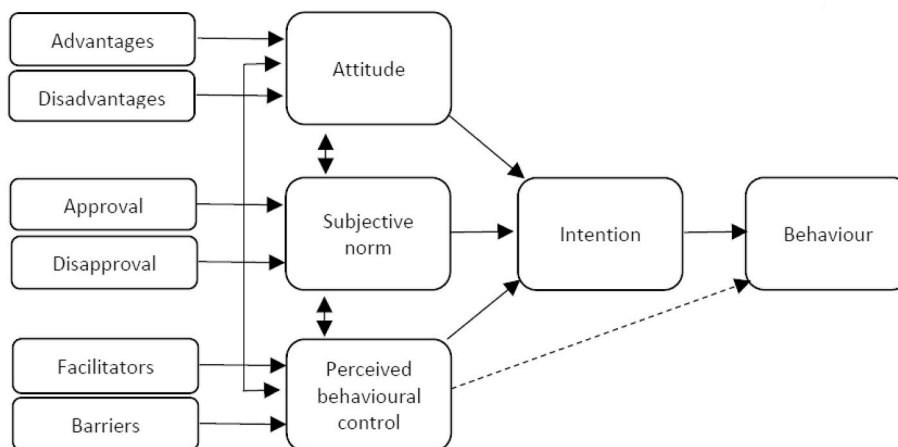 Advantages
Disadvantages
Attitude
Approval
Disapproval
Subjective
norm
Intention
Behaviour
Facilitators
Barriers
Perceived
behavioural
control